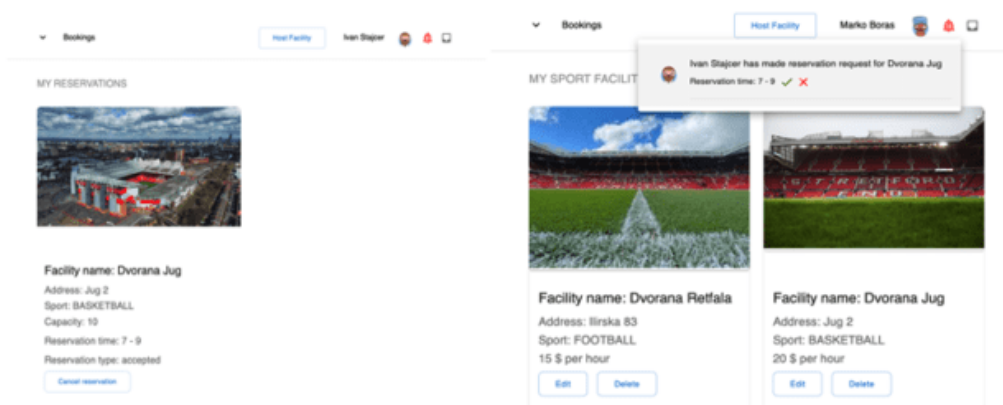 Bookings
Host Facility
Ivan Stajcer
MY RESERVATIONS
Facility name: Dvorana Jug
Address: Jug 2
Sport: BASKETBALL
Capacity: 10
Reservation time: 7 - 9
Reservation type: accepted
Cancel reservation
Bookings
Host Facility
Marko Boras
Ivan Stajcer has made reservation request for Dvorana Jug
Reservation time: 7 - 9
MY SPORT FACILIT
Facility name: Dvorana Retfala
Address: Ilirska 83
Sport: FOOTBALL
15 $ per hour
Edit
Delete
Facility name: Dvorana Jug
Address: Jug 2
Sport: BASKETBALL
20 $ per hour
Edit
Delete